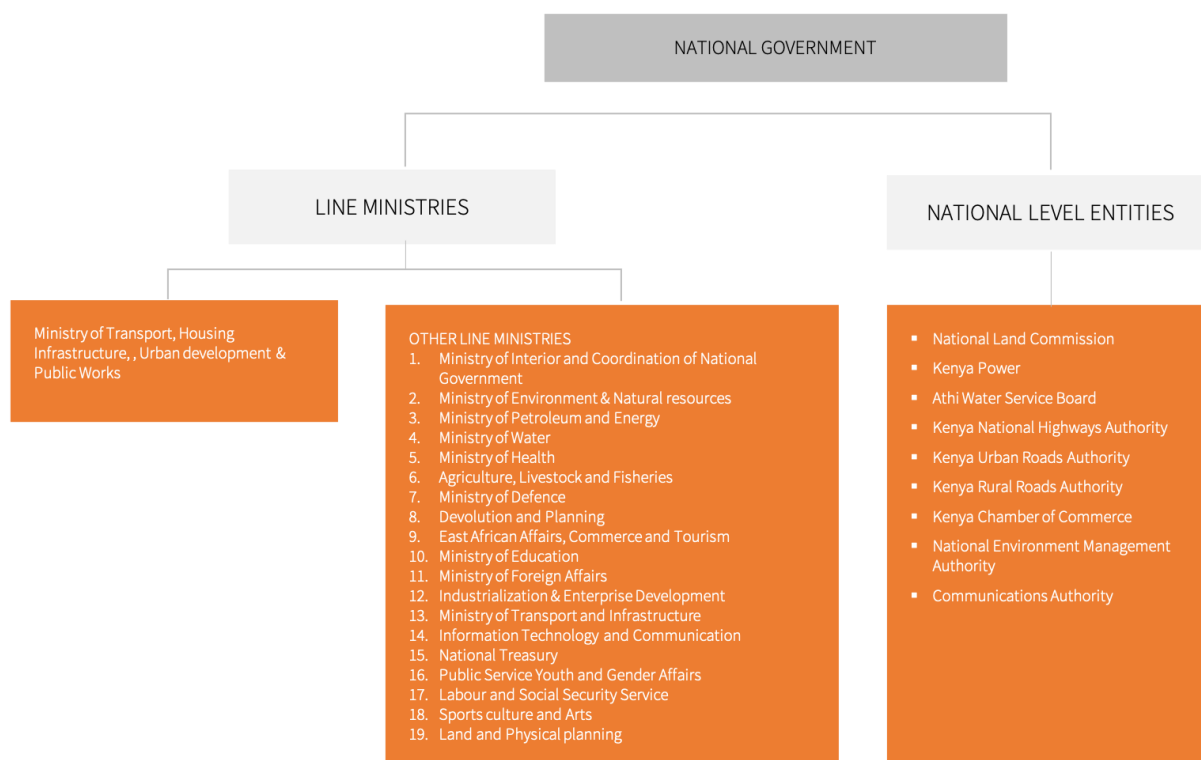 NATIONAL GOVERNMENT
LINE MINISTRIES
NATIONAL LEVEL ENTITIES
Ministry of Transport, Housing
Infrastructure, , Urban development &
Public Works
OTHER LINE MINISTRIES
1. Ministry of Interior and Coordination of National
Government
2. Ministry of Environment & Natural resources
3. Ministry of Petroleum and Energy
4. Ministry of Water
5. Ministry of Health
6. Agriculture, Livestock and Fisheries
7. Ministry of Defence
8. Devolution and Planning
9. East African Affairs, Commerce and Tourism
10. Ministry of Education
11. Ministry of Foreign Affairs
12. Industrialization & Enterprise Development
13. Ministry of Transport and Infrastructure
14. Information Technology and Communication
15. National Treasury
16. Public Service Youth and Gender Affairs
17. Labour and Social Security Service
18. Sports culture and Arts
19. Land and Physical planning
▪ National Land Commission
▪ Kenya Power
▪ Athi Water Service Board
▪ Kenya National Highways Authority
▪ Kenya Urban Roads Authority
▪ Kenya Rural Roads Authority
▪ Kenya Chamber of Commerce
▪ National Environment Management
Authority
▪ Communications Authority